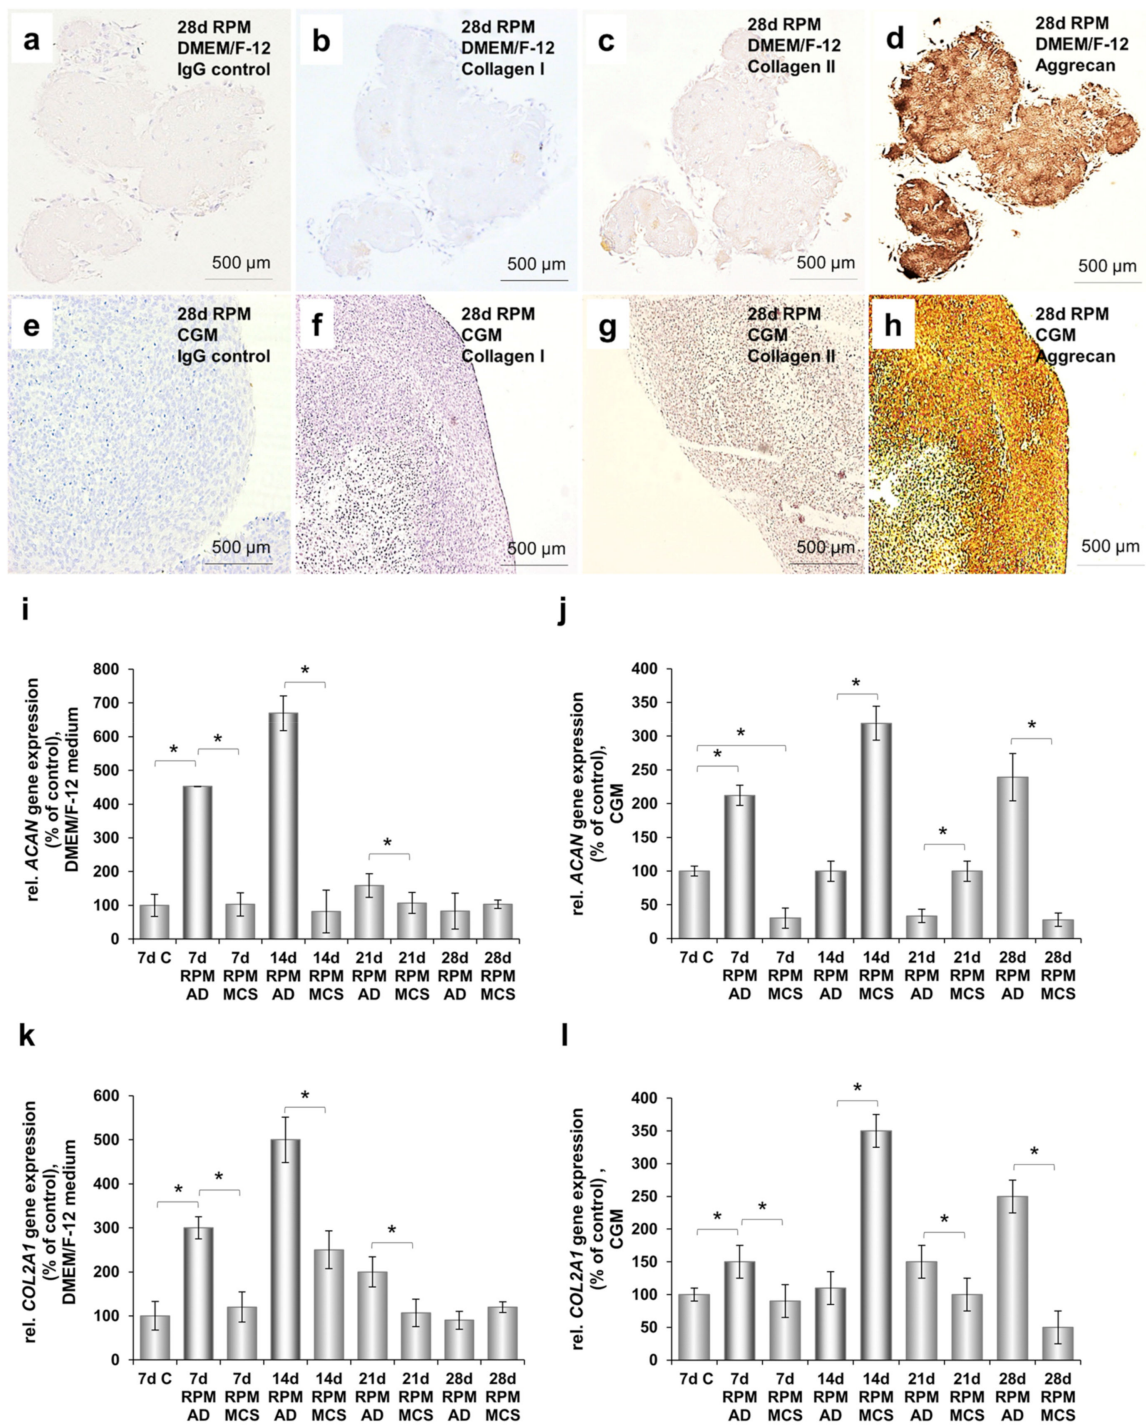 a
28d RPM
DMEM/F-12
IgG control
500 µm
b
28d RPM
DMEM/F-12
Collagen I
500 µm
c
28d RPM
DMEM/F-12
Collagen II
500 µm
d
28d RPM
DMEM/F-12
Aggrecan
500 µm
e
28d RPM
CGM
IgG control
500 µm
f
28d RPM
CGM
Collagen I
500 µm
g
28d RPM
CGM
Collagen II
500 µm
h
28d RPM
CGM
Aggrecan
500 µm
i
rel. ACAN gene expression
(% of control),
DMEM/F-12 medium
800
700
600
500
400
300
200
100
0
* * * *
7d C
7d RPM AD
7d RPM MCS
14d RPM AD
14d RPM MCS
21d RPM AD
21d RPM MCS
28d RPM AD
28d RPM MCS
j
rel. ACAN gene expression
(% of control),
CGM
400
350
300
250
200
150
100
50
0
* * * * *
7d C
7d RPM AD
7d RPM MCS
14d RPM AD
14d RPM MCS
21d RPM AD
21d RPM MCS
28d RPM AD
28d RPM MCS
k
rel. COL2A1 gene expression
(% of control),
DMEM/F-12 medium
600
500
400
300
200
100
0
* * * *
7d C
7d RPM AD
7d RPM MCS
14d RPM AD
14d RPM MCS
21d RPM AD
21d RPM MCS
28d RPM AD
28d RPM MCS
l
rel. COL2A1 gene expression
(% of control) ,
CGM
400
350
300
250
200
150
100
50
0
* * * * *
7d C
7d RPM AD
7d RPM MCS
14d RPM AD
14d RPM MCS
21d RPM AD
21d RPM MCS
28d RPM AD
28d RPM MCS